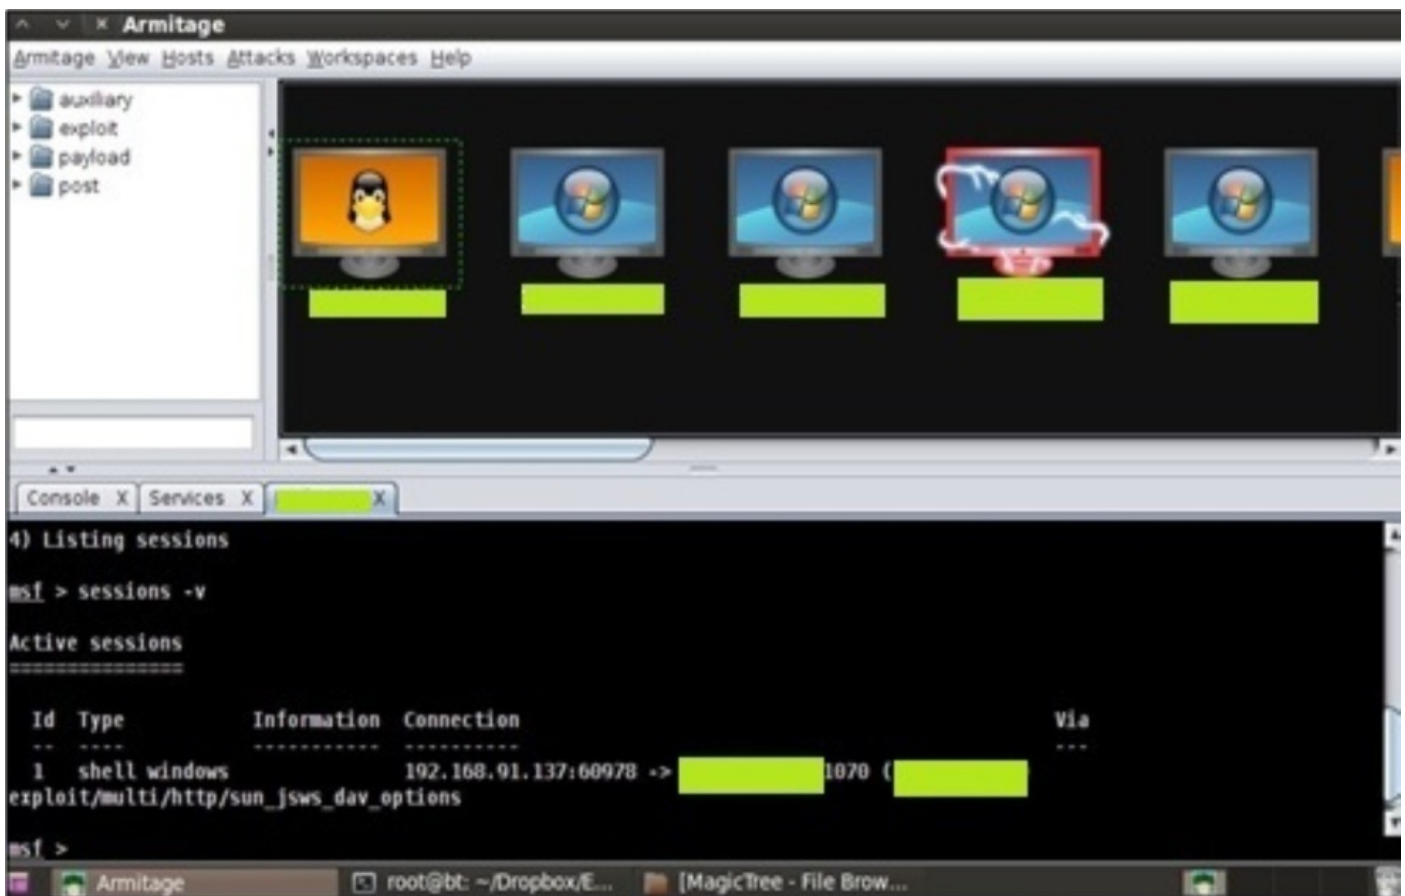 Armitage
Armitage View Hosts Attacks Workspaces Help
auxiliary
exploit
payload
post
Console X Services X X
4) Listing sessions
msf > sessions -v
Active sessions
===============
Id Type Information Connection Via
-- ---- ----------- ---------- ---
1 shell windows 192.168.91.137:60978 -> 1070 (
exploit/multi/http/sun_jsws_dav_options
msf >
Armitage root@bt: ~/Dropbox/E... [MagicTree - File Brow...